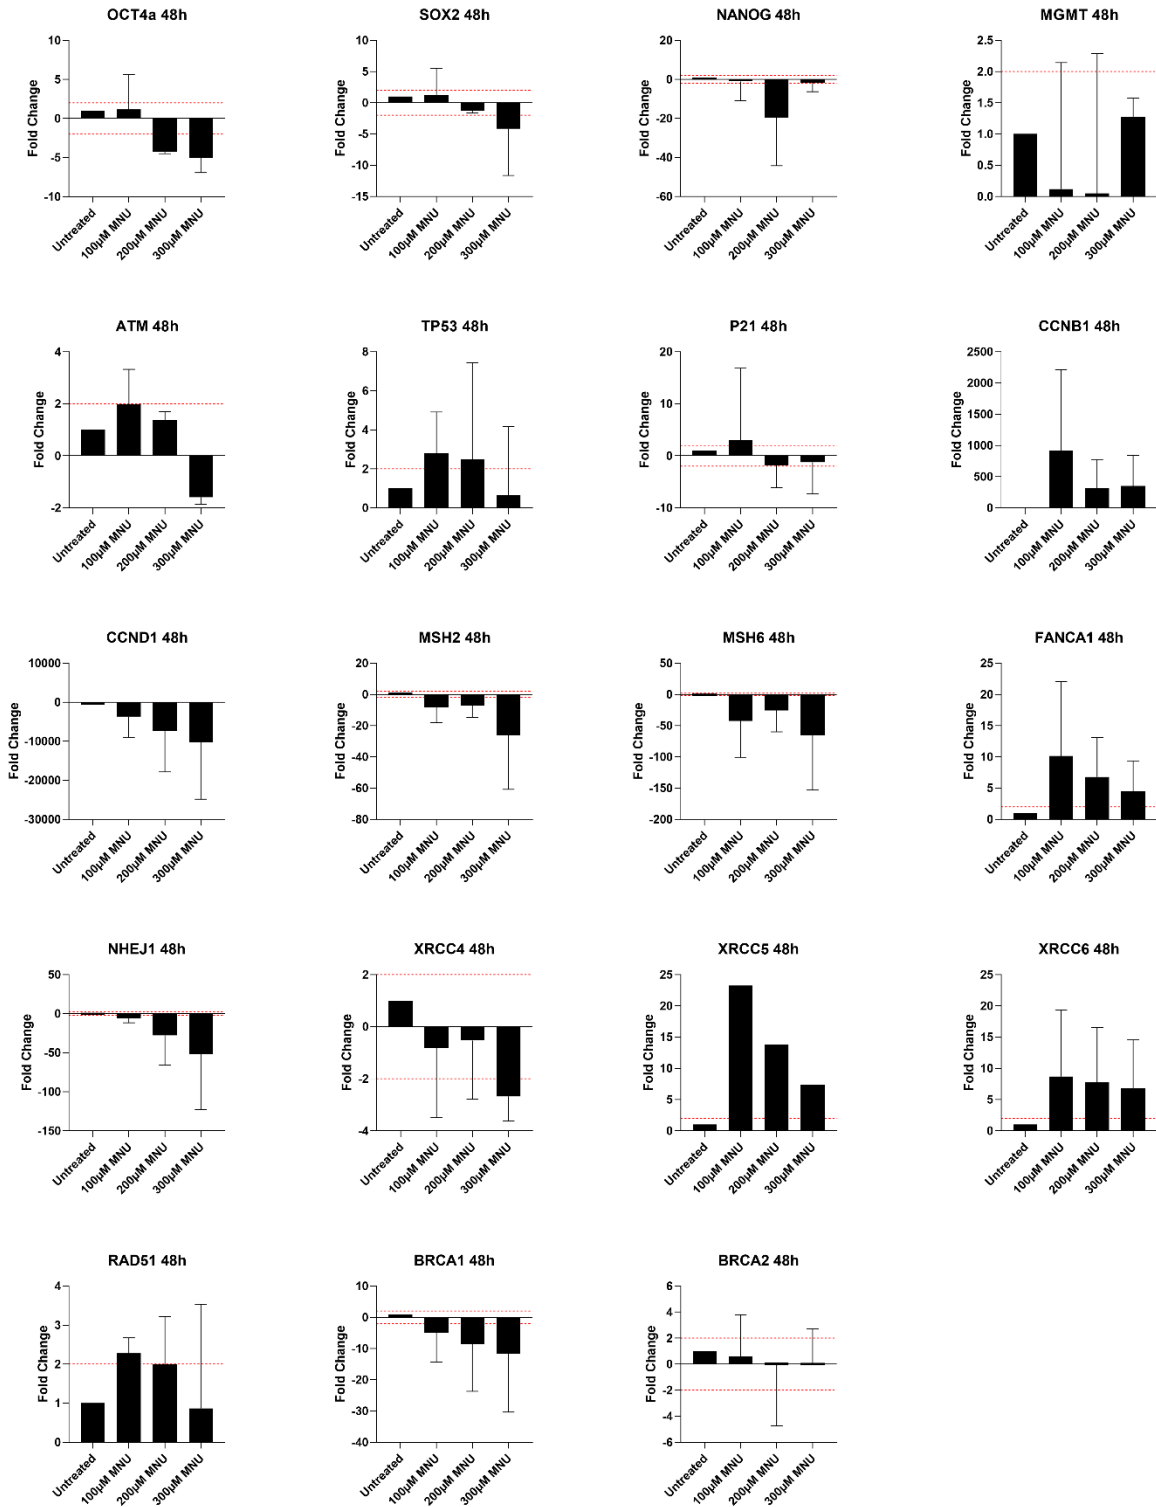 OCT4a 48h
Fold Change
10
5
0
-5
-10
Untreated
100µM MNU
200µM MNU
300µM MNU
SOX2 48h
Fold Change
10
5
0
-5
-10
-15
Untreated
100µM MNU
200µM MNU
300µM MNU
NANOG 48h
Fold Change
20
0
-20
-40
-60
Untreated
100µM MNU
200µM MNU
300µM MNU
MGMT 48h
Fold Change
2.5
2.0
1.5
1.0
0.5
0.0
Untreated
100µM MNU
200µM MNU
300µM MNU
ATM 48h
Fold Change
4
2
0
-2
Untreated
100µM MNU
200µM MNU
300µM MNU
TP53 48h
Fold Change
8
6
4
2
0
Untreated
100µM MNU
200µM MNU
300µM MNU
P21 48h
Fold Change
20
10
0
-10
Untreated
100µM MNU
200µM MNU
300µM MNU
CCNB1 48h
Fold Change
2500
2000
1500
1000
500
0
Untreated
100µM MNU
200µM MNU
300µM MNU
CCND1 48h
Fold Change
10000
0
-10000
-20000
-30000
Untreated
100µM MNU
200µM MNU
300µM MNU
MSH2 48h
Fold Change
20
0
-20
-40
-60
-80
Untreated
100µM MNU
200µM MNU
300µM MNU
MSH6 48h
Fold Change
50
0
-50
-100
-150
-200
Untreated
100µM MNU
200µM MNU
300µM MNU
FANCA1 48h
Fold Change
25
20
15
10
5
0
Untreated
100µM MNU
200µM MNU
300µM MNU
NHEJ1 48h
Fold Change
50
0
-50
-100
-150
Untreated
100µM MNU
200µM MNU
300µM MNU
XRCC4 48h
Fold Change
2
0
-2
-4
Untreated
100µM MNU
200µM MNU
300µM MNU
XRCC5 48h
Fold Change
25
20
15
10
5
0
Untreated
100µM MNU
200µM MNU
300µM MNU
XRCC6 48h
Fold Change
25
20
15
10
5
0
Untreated
100µM MNU
200µM MNU
300µM MNU
RAD51 48h
Fold Change
4
3
2
1
0
Untreated
100µM MNU
200µM MNU
300µM MNU
BRCA1 48h
Fold Change
10
0
-10
-20
-30
-40
Untreated
100µM MNU
200µM MNU
300µM MNU
BRCA2 48h
Fold Change
6
4
2
0
-2
-4
-6
Untreated
100µM MNU
200µM MNU
300µM MNU